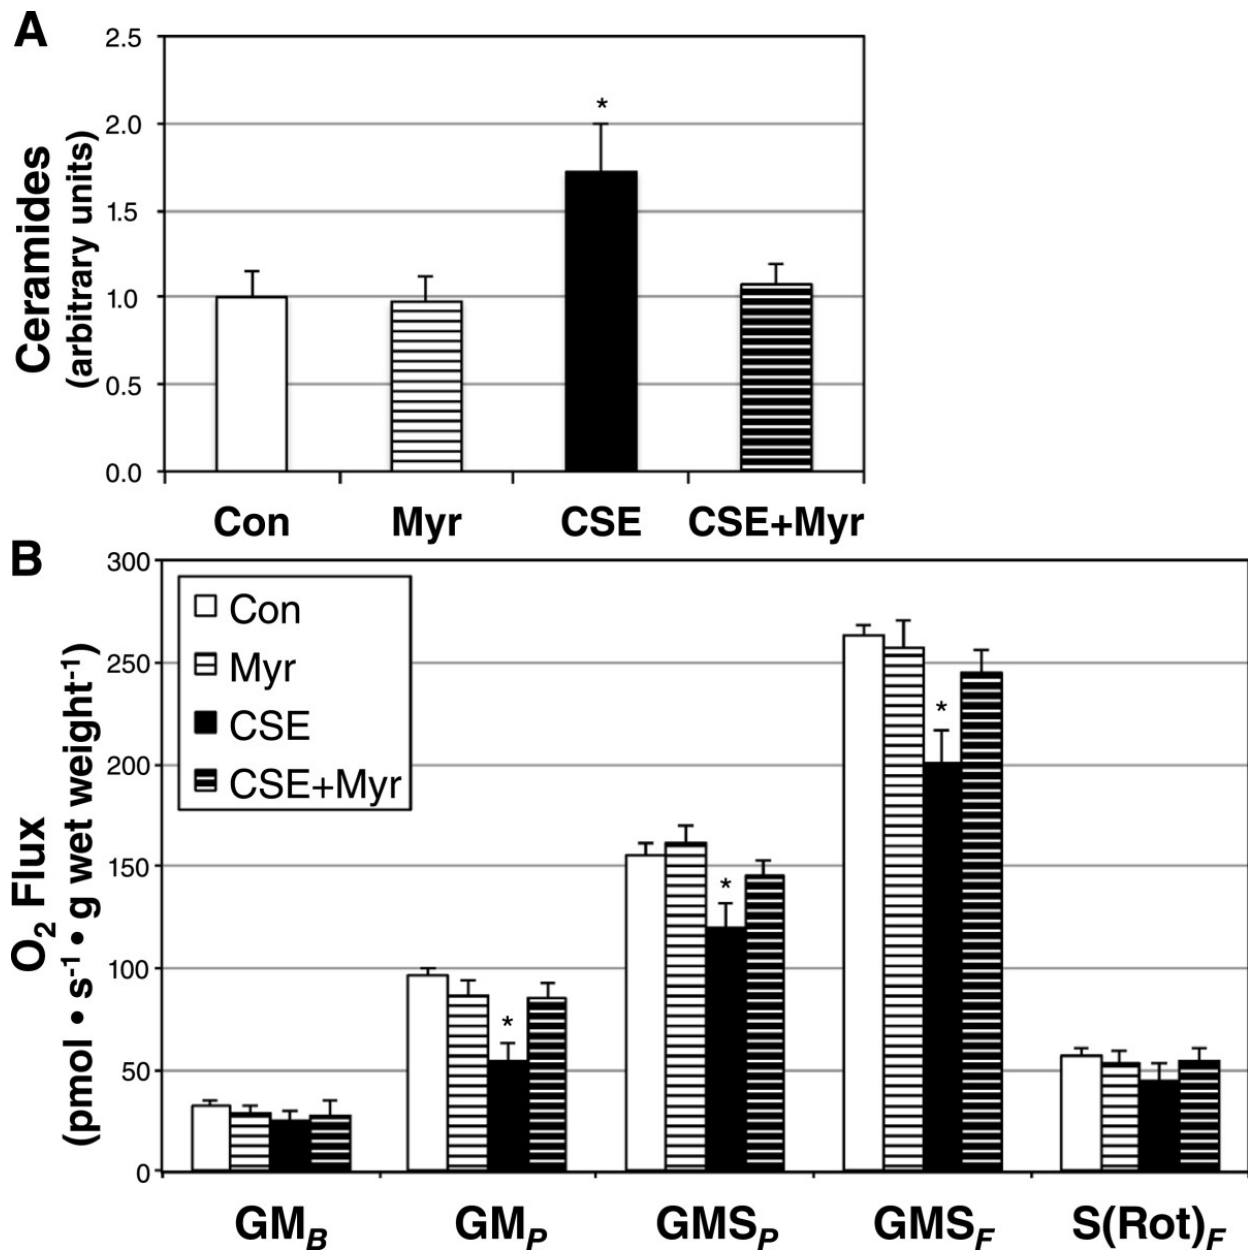 A
Ceramides
(arbitrary units)
2.5
2.0
1.5
1.0
0.5
0.0
*
Con Myr CSE CSE+Myr
B
O2 Flux
(pmol • s-1 • g wet weight-1)
300
250
200
150
100
50
0
Con
Myr
CSE
CSE+Myr
* * *
GMB GMP GMSP GMSF S(Rot)F